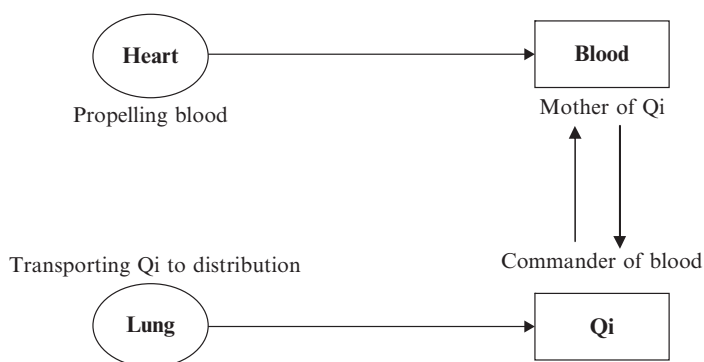 Heart
Blood
Propelling blood
Mother of Qi
Transporting Qi to distribution
Commander of blood
Lung
Qi